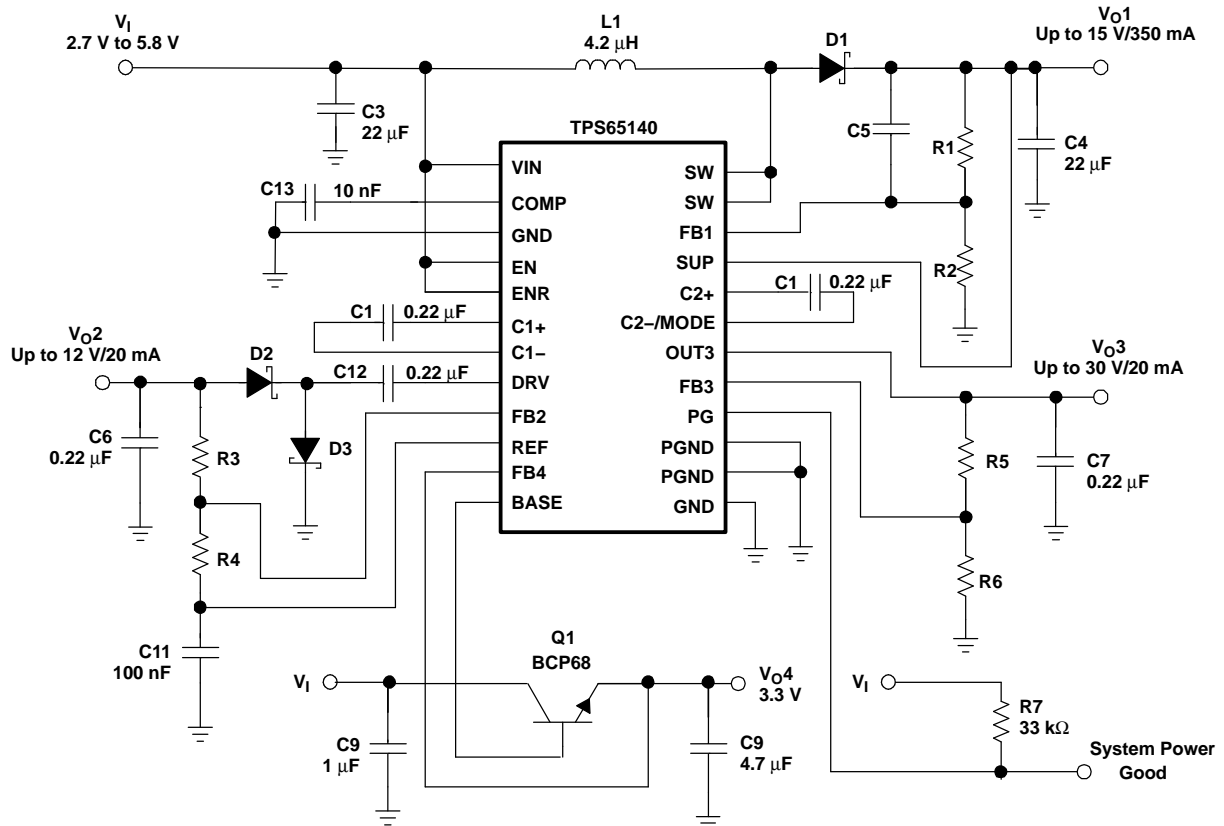 VI
2.7 V to 5.8 V
L1
4.2 μH
D1
VO1
Up to 15 V/350 mA
C3
22 μF
TPS65140
C5
R1
C4
22 μF
C13
10 nF
VIN
COMP
GND
EN
ENR
C1+
C1–
DRV
FB2
REF
FB4
BASE
SW
SW
FB1
SUP
C2+
C2–/MODE
OUT3
FB3
PG
PGND
PGND
GND
R2
C1
0.22 μF
C1
0.22 μF
VO2
Up to 12 V/20 mA
D2
C12
0.22 μF
VO3
Up to 30 V/20 mA
C6
0.22 μF
R3
D3
R5
C7
0.22 μF
R4
R6
C11
100 nF
Q1
BCP68
VI
VO4
3.3 V
VI
R7
33 kΩ
C9
1 μF
C9
4.7 μF
System Power
Good